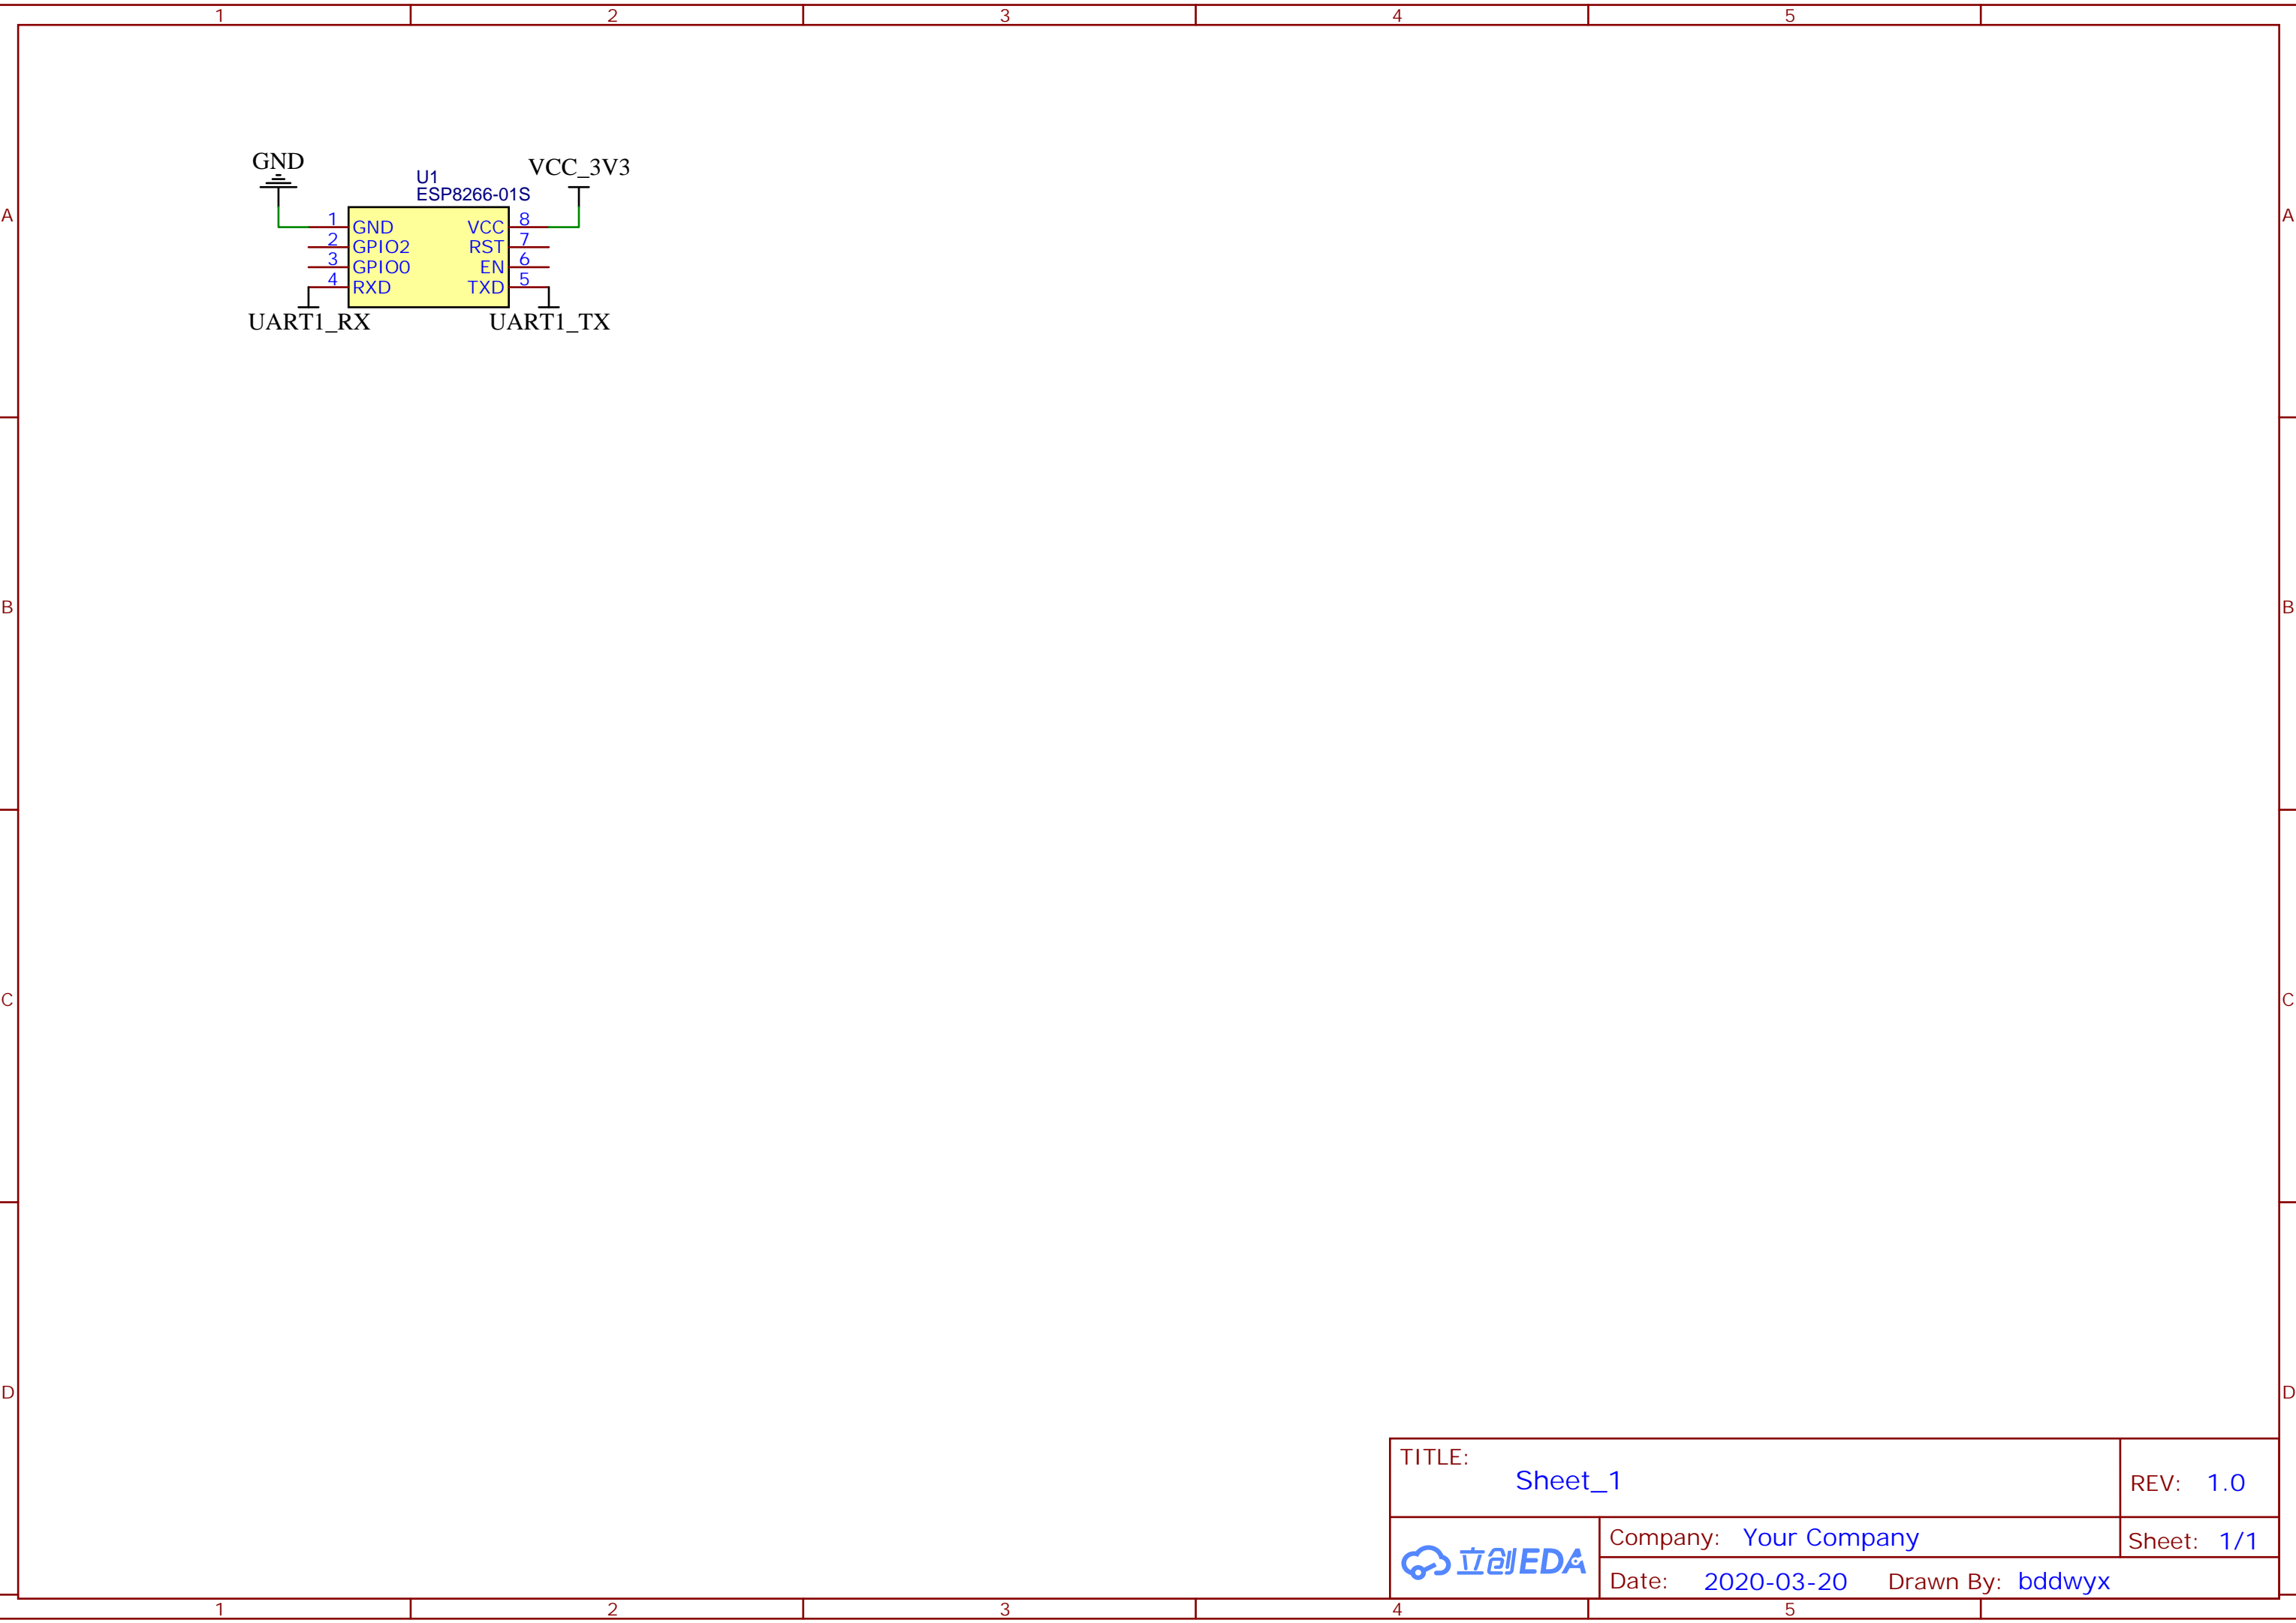 1 2 3 4 5
GND
VCC_3V3
U1
ESP8266-01S
A A
1 GND VCC 8
2 GPIO2 RST 7
3 GPIO0 EN 6
4 RXD TXD 5
UART1_RX UART1_TX
B B
C C
D D
TITLE:
Sheet_1
REV: 1.0
立创EDA
Company: Your Company
Sheet: 1/1
Date: 2020-03-20 Drawn By: bddwyx
1 2 3 4 5